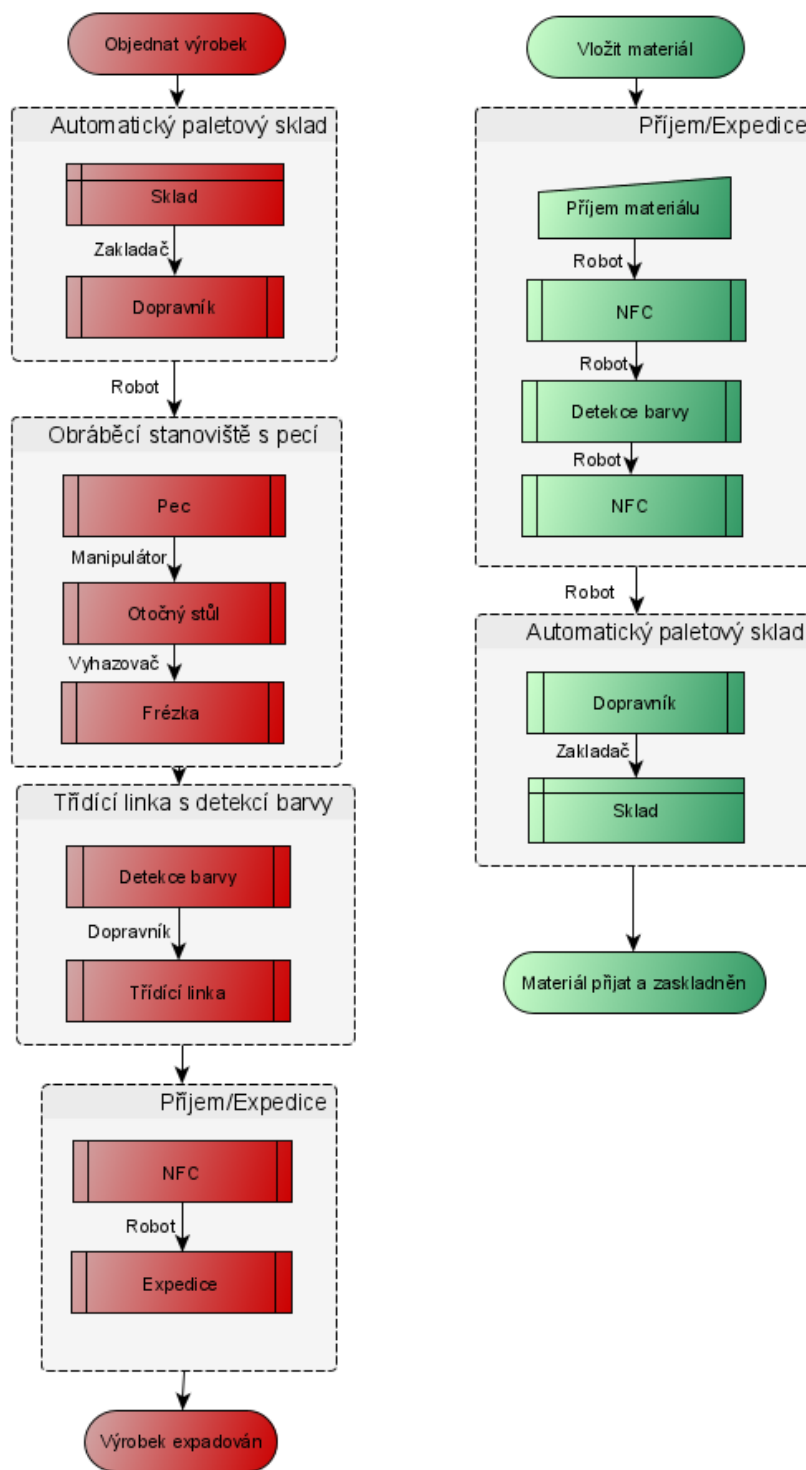 Objednat výrobek
Automatický paletový sklad
Sklad
Zakladač
Dopravník
Robot
Obráběcí stanoviště s pecí
Pec
Manipulátor
Otočný stůl
Vyhazovač
Frézka
Třídící linka s detekcí barvy
Detekce barvy
Dopravník
Třídící linka
Příjem/Expedice
NFC
Robot
Expedice
Výrobek expadován
Vložit materiál
Příjem/Expedice
Příjem materiálu
Robot
NFC
Robot
Detekce barvy
Robot
NFC
Robot
Automatický paletový sklad
Dopravník
Zakladač
Sklad
Materiál přijat a zaskladněn